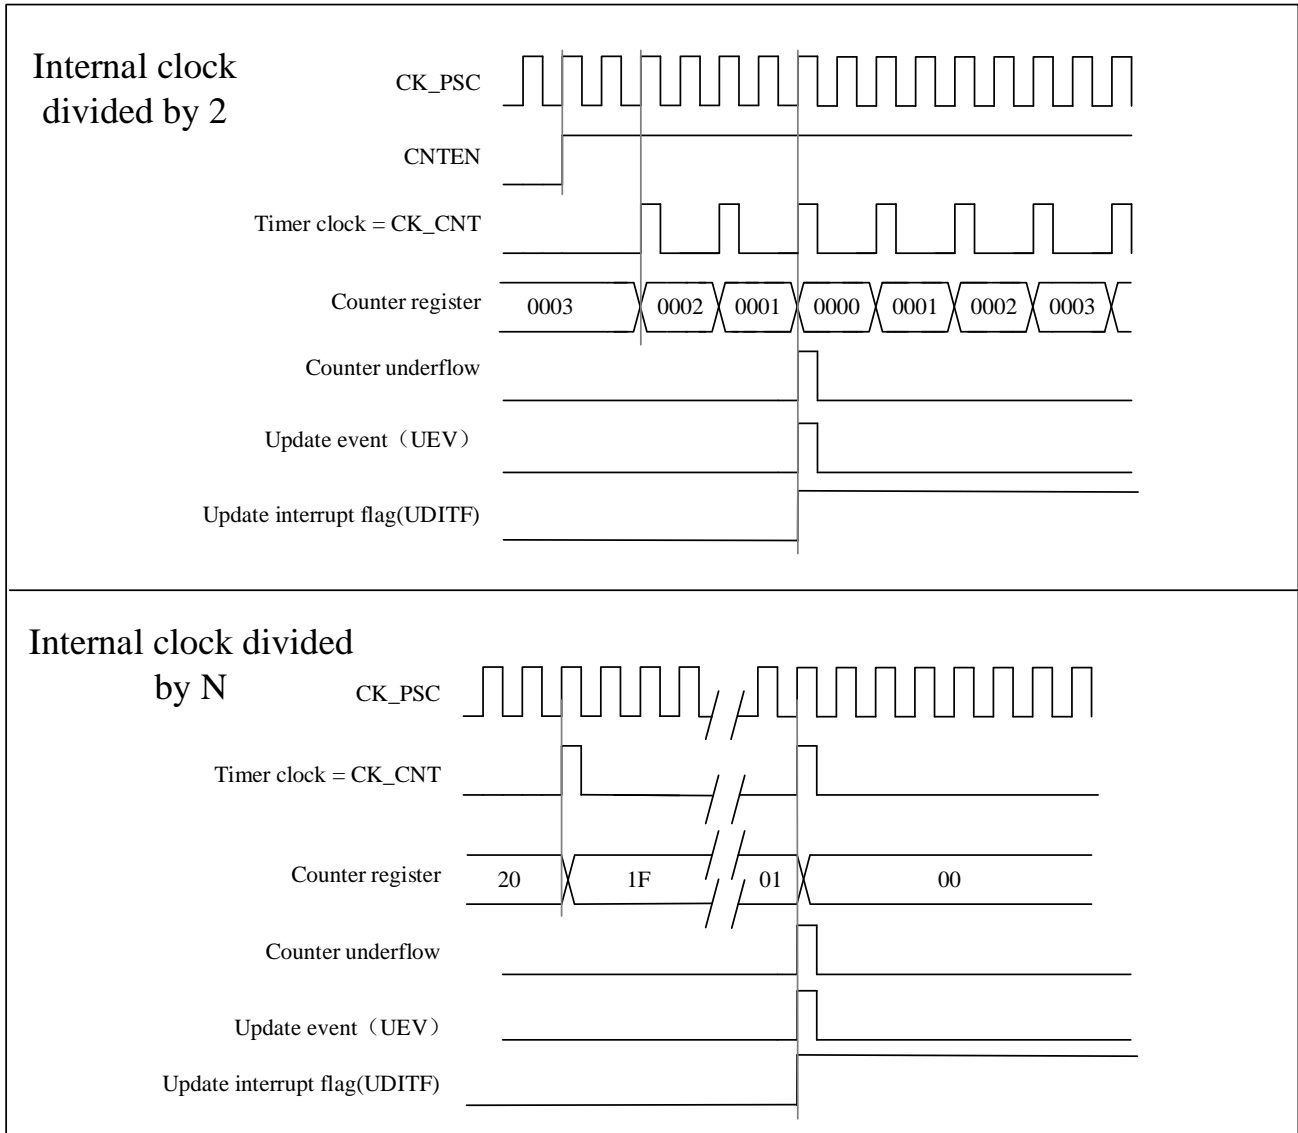 Internal clock
divided by 2
CK_PSC
CNTEN
Timer clock = CK_CNT
Counter register
0003 0002 0001 0000 0001 0002 0003
Counter underflow
Update event（UEV）
Update interrupt flag(UDITF)
Internal clock divided
by N
CK_PSC
Timer clock = CK_CNT
Counter register
20 1F 01 00
Counter underflow
Update event（UEV）
Update interrupt flag(UDITF)